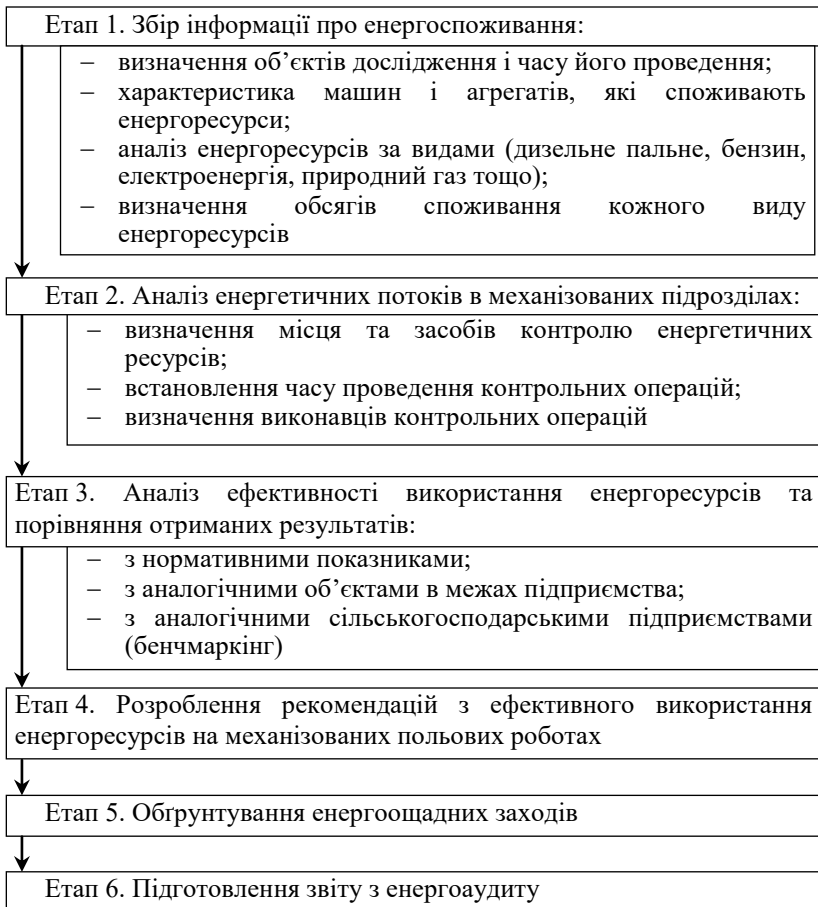 Етап 1. Збір інформації про енергоспоживання:
– визначення об’єктів дослідження і часу його проведення;
– характеристика машин і агрегатів, які споживають
енергоресурси;
– аналіз енергоресурсів за видами (дизельне пальне, бензин,
електроенергія, природний газ тощо);
– визначення обсягів споживання кожного виду
енергоресурсів
Етап 2. Аналіз енергетичних потоків в механізованих підрозділах:
– визначення місця та засобів контролю енергетичних
ресурсів;
– встановлення часу проведення контрольних операцій;
– визначення виконавців контрольних операцій
Етап 3. Аналіз ефективності використання енергоресурсів та
порівняння отриманих результатів:
– з нормативними показниками;
– з аналогічними об’єктами в межах підприємства;
– з аналогічними сільськогосподарськими підприємствами
(бенчмаркінг)
Етап 4. Розроблення рекомендацій з ефективного використання
енергоресурсів на механізованих польових роботах
Етап 5. Обґрунтування енергоощадних заходів
Етап 6. Підготовлення звіту з енергоаудиту